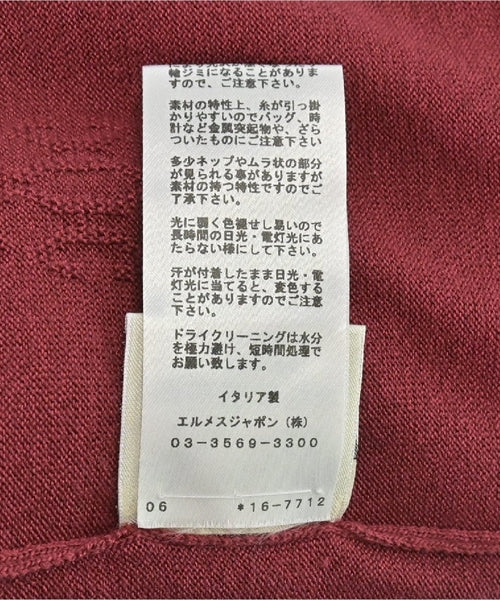 輪ジミになることがありま
すので、ご注意下さい。
素材の特性上、糸が引っ掛
かりやすいのでバッグ、時
計など金属突起物や、ざら
ついたものにご注意下さい
多少ネップやムラ状の部分
が見られる事がありますが
素材の持つ特性ですのでご
了承下さい。
光に弱く色褪せし易いので
長時間の日光・電灯光にあ
たらない様にして下さい。
汗が付着したまま日光・電
灯光に当てると、変色する
ことがありますのでご注意
下さい。
ドライクリーニングは水分
を極力避け、短時間処理で
お願い致します。
イタリア製
エルメスジャポン（株）
03-3569-3300
06 *16-7712